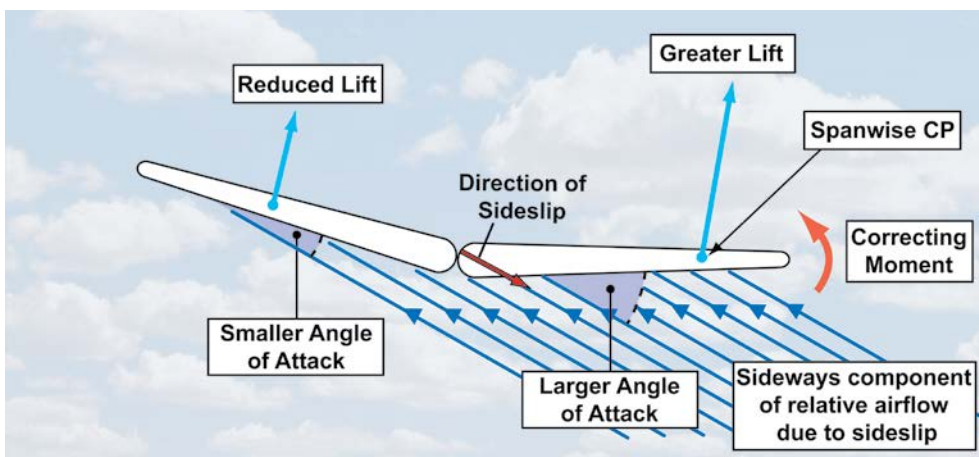 Reduced Lift
Greater Lift
Spanwise CP
Direction of
Sideslip
Correcting
Moment
Smaller Angle
of Attack
Larger Angle
of Attack
Sideways component
of relative airflow
due to sideslip